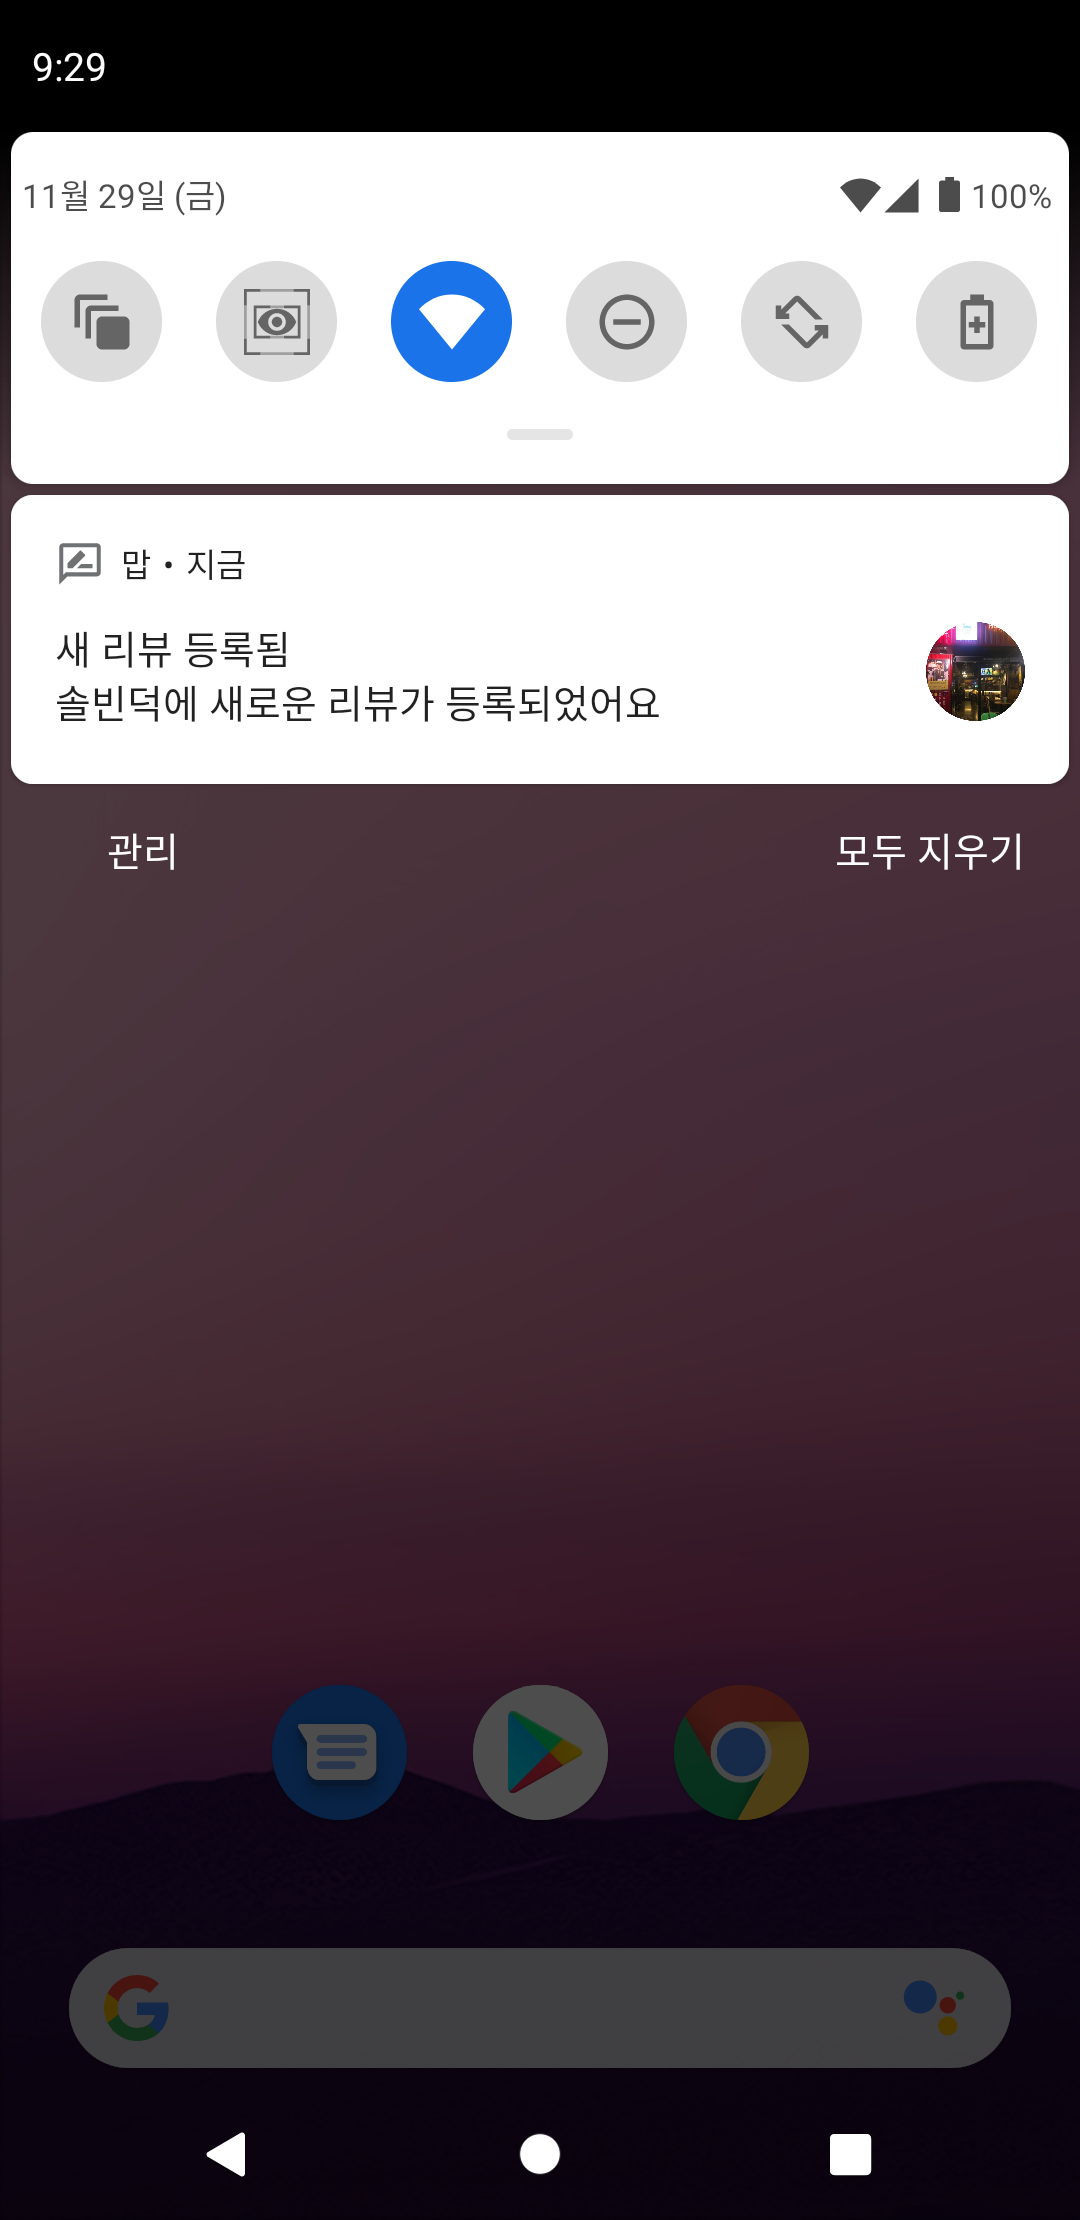 9:29
11월 29일 (금)
100%
맙 • 지금
새 리뷰 등록됨
솔빈덕에 새로운 리뷰가 등록되었어요
관리
모두 지우기